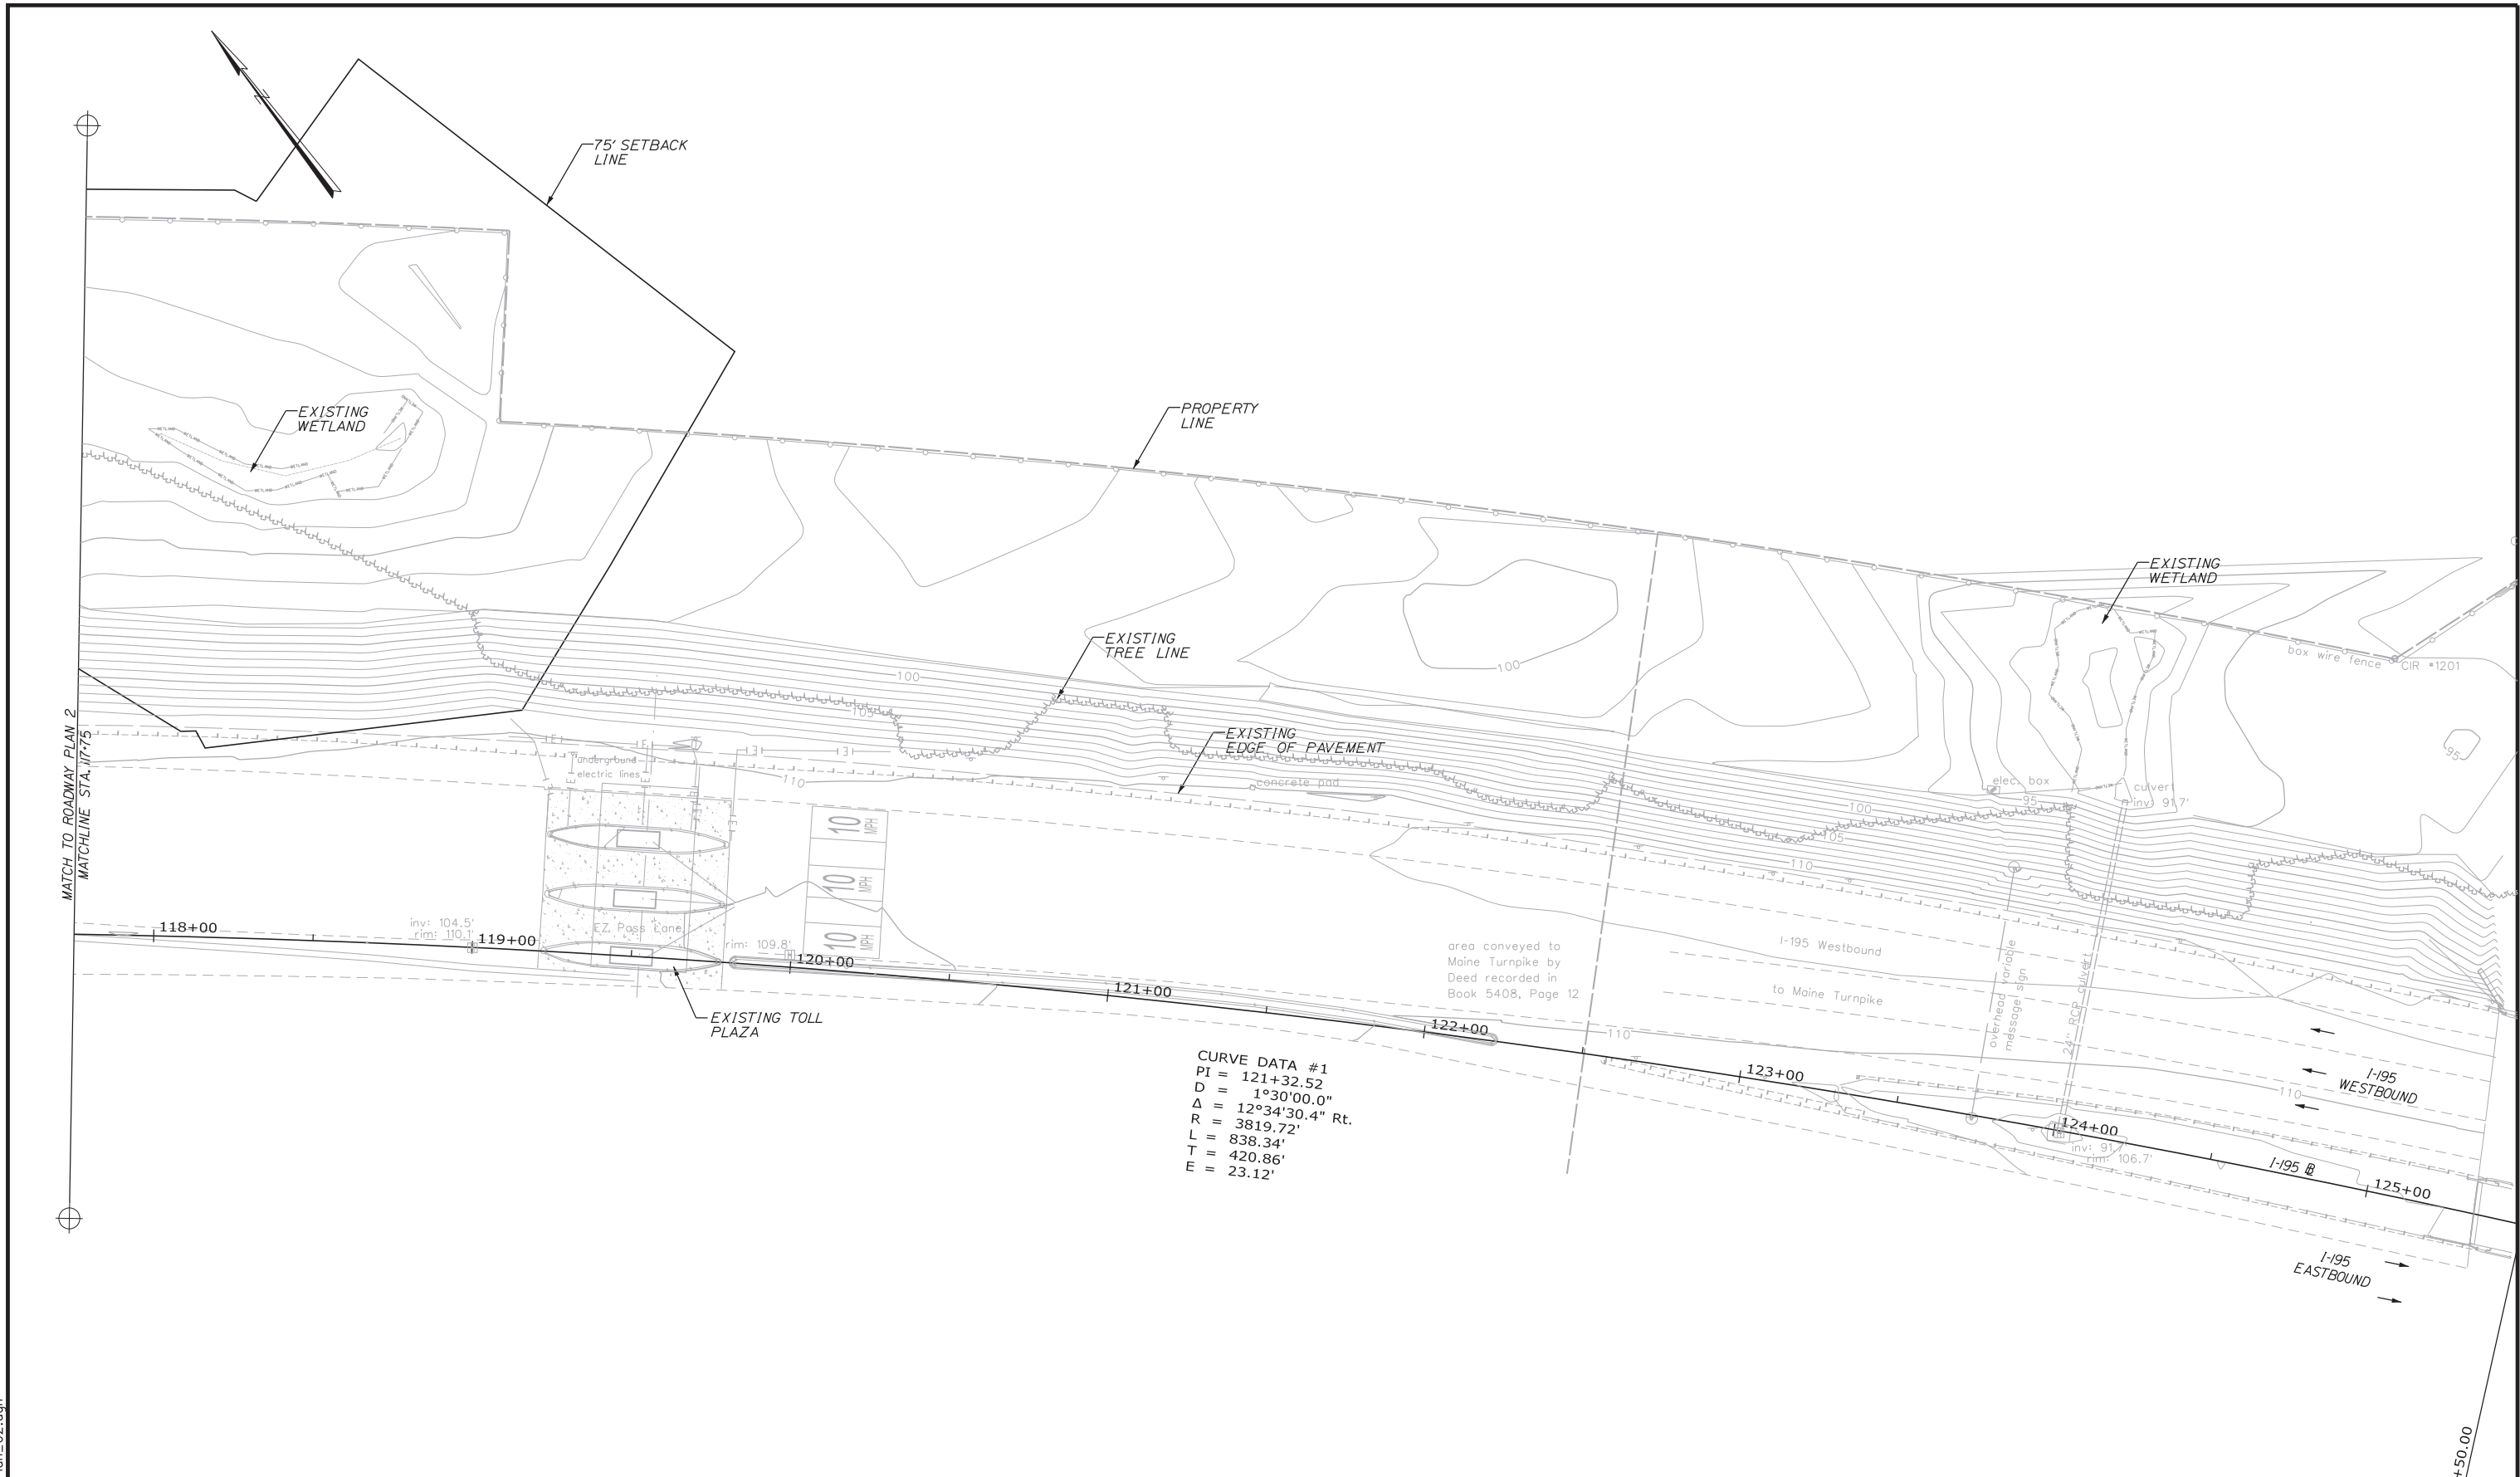 75' SETBACK
LINE
EXISTING
WETLAND
PROPERTY
LINE
EXISTING
WETLAND
EXISTING
TREE LINE
100
100
box wire fence
CIR #1201
105
MATCH TO ROADWAY PLAN 2
MATCHLINE STA. 117+75
EXISTING
EDGE OF PAVEMENT
95
underground
electric lines
110
concrete pad
elec. box
culvert
inv: 91.7'
95
100
105
110
10 MPH
10 MPH
10 MPH
EZ Pass Lane
inv: 104.5'
rim: 110.1'
rim: 109.8'
118+00
119+00
120+00
121+00
122+00
123+00
124+00
125+00
area conveyed to
Maine Turnpike by
Deed recorded in
Book 5408, Page 12
I-195 Westbound
to Maine Turnpike
overhead variable
message sign
24" RCP culvert
EXISTING TOLL
PLAZA
110
CURVE DATA #1
PI = 121+32.52
D = 1°30'00.0"
Δ = 12°34'30.4" Rt.
R = 3819.72'
L = 838.34'
T = 420.86'
E = 23.12'
I-195
WESTBOUND
110
inv: 91.7'
rim: 106.7'
I-195 BL
I-195
EASTBOUND
+50.00